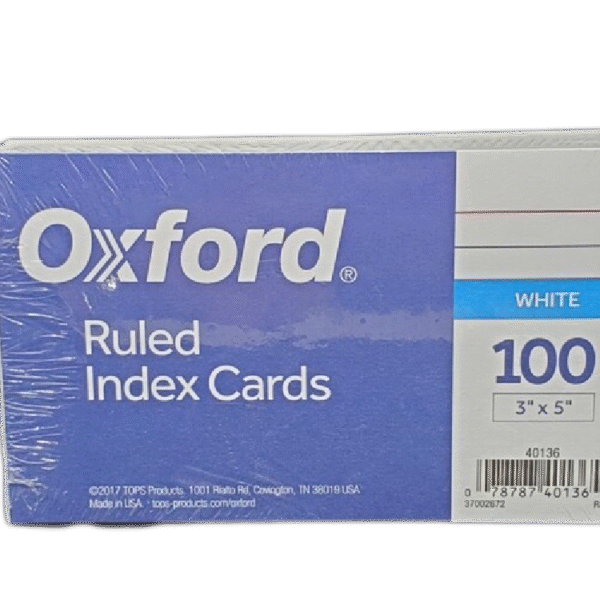 Oxford®
Ruled
Index Cards
©2017 TOPS Products, 1001 Rialto Rd, Covington, TN 38019 USA
Made in USA • tops-products.com/oxford
WHITE
100
3" x 5"
40136
0 78787 40136
37002672 R